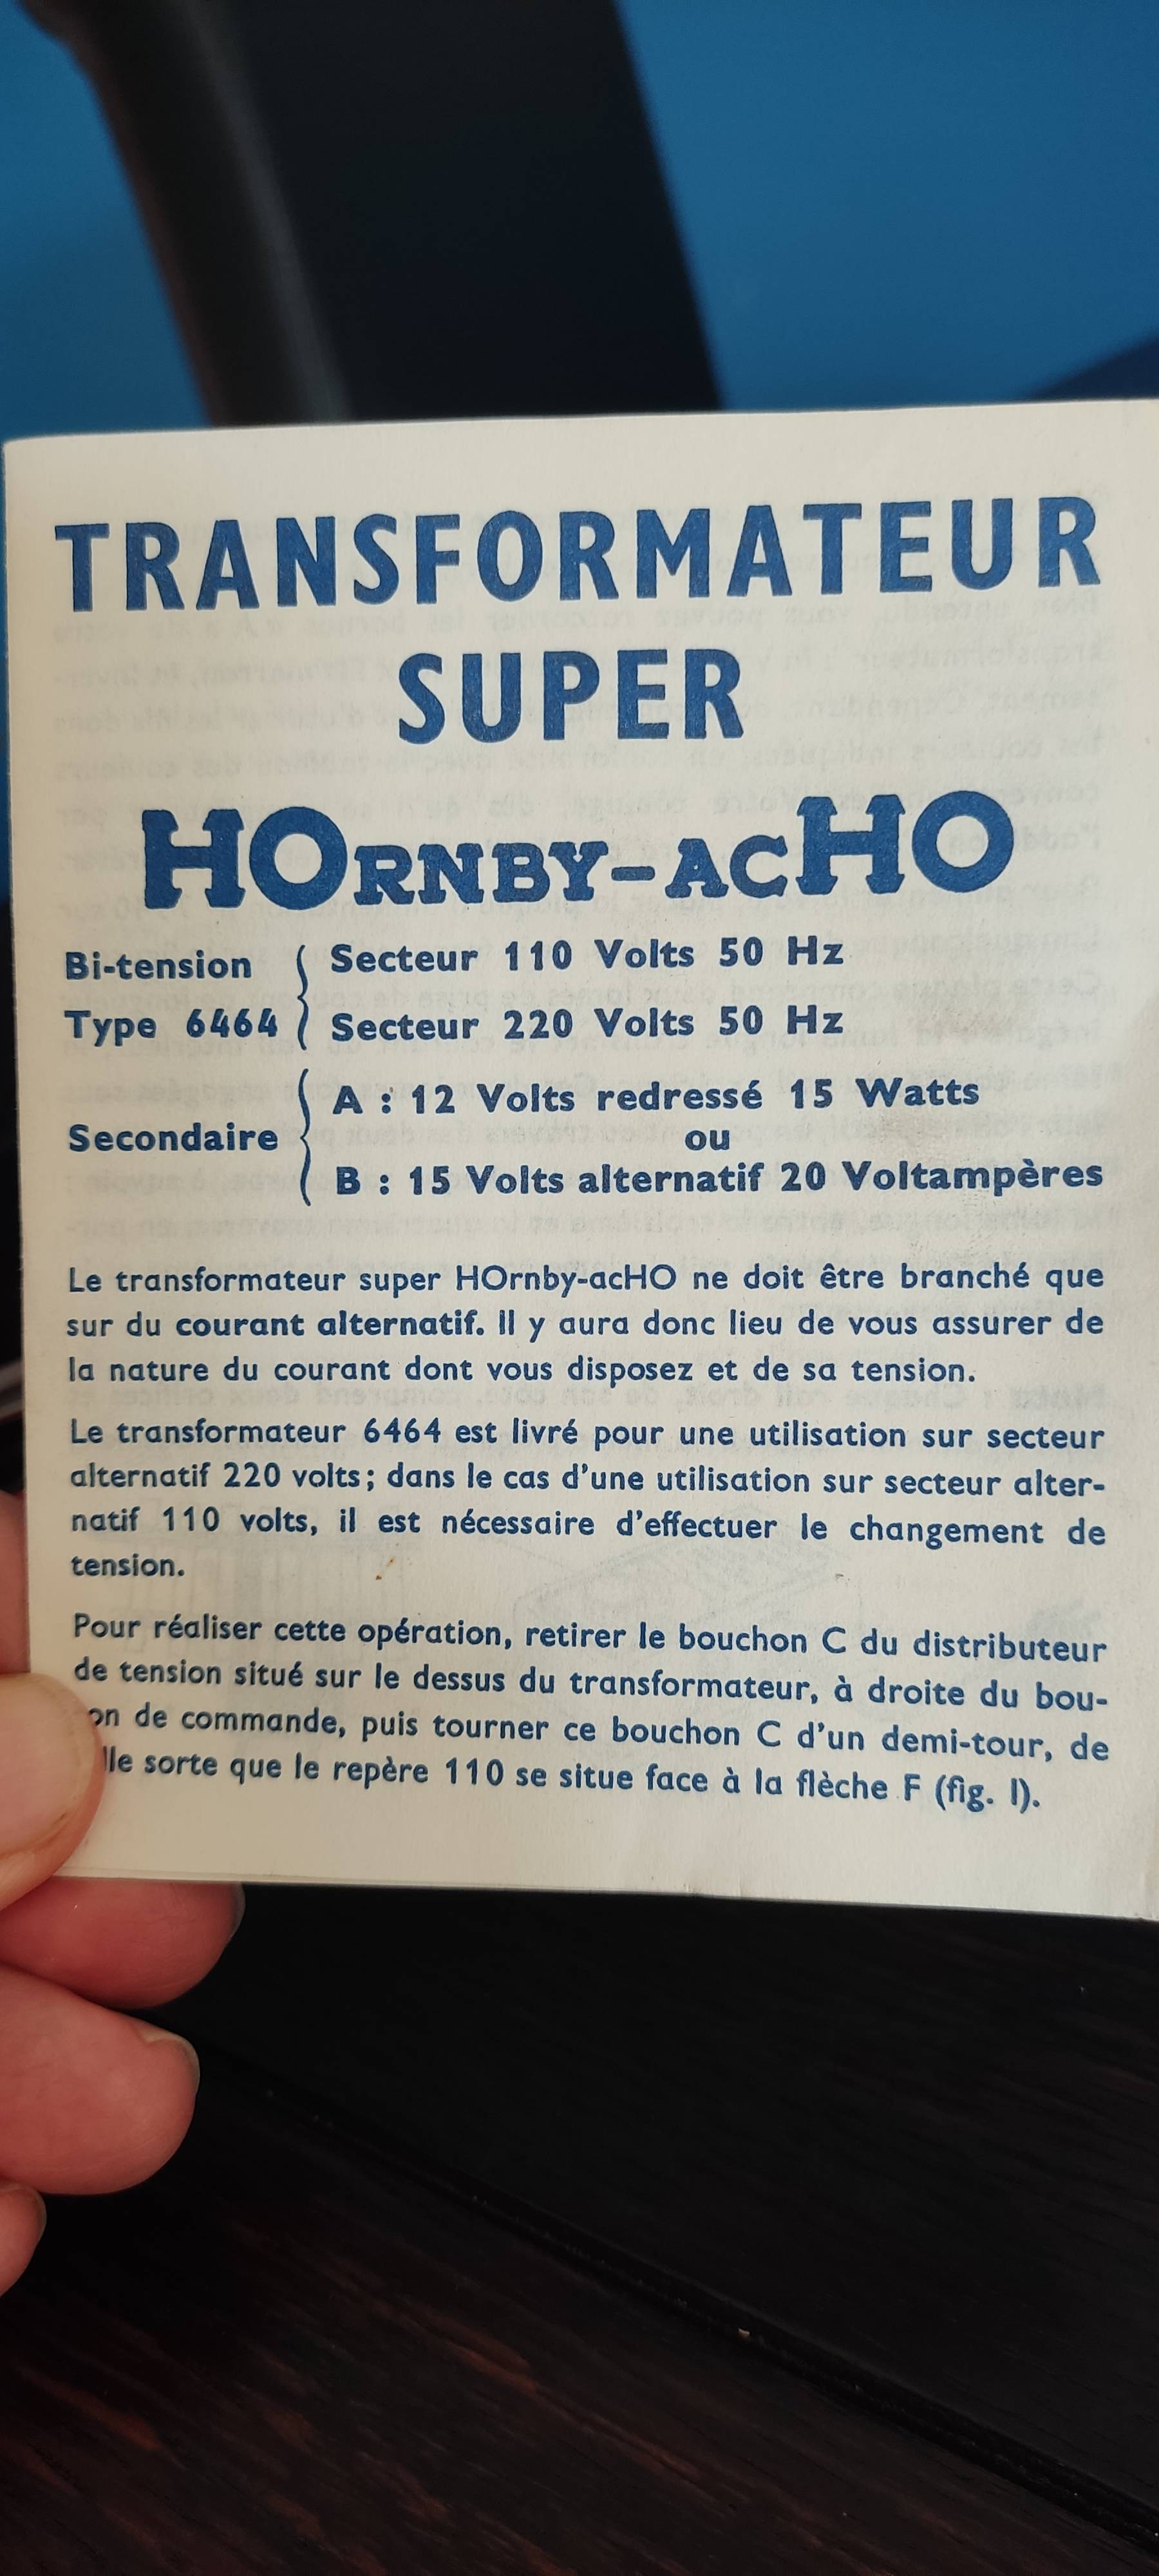 TRANSFORMATEUR
SUPER
HORNBY-ACHO
Bi-tension
Type 6464
Secteur 110 Volts 50 Hz
Secteur 220 Volts 50 Hz
Secondaire
A : 12 Volts redressé 15 Watts
ou
B : 15 Volts alternatif 20 Voltampères
Le transformateur super HOrnby-acHO ne doit être branché que
sur du courant alternatif. Il y aura donc lieu de vous assurer de
la nature du courant dont vous disposez et de sa tension.
Le transformateur 6464 est livré pour une utilisation sur secteur
alternatif 220 volts; dans le cas d'une utilisation sur secteur alter-
natif 110 volts, il est nécessaire d'effectuer le changement de
tension.
Pour réaliser cette opération, retirer le bouchon C du distributeur
de tension situé sur le dessus du transformateur, à droite du bou-
on de commande, puis tourner ce bouchon C d'un demi-tour, de
lle sorte que le repère 110 se situe face à la flèche F (fig. I).